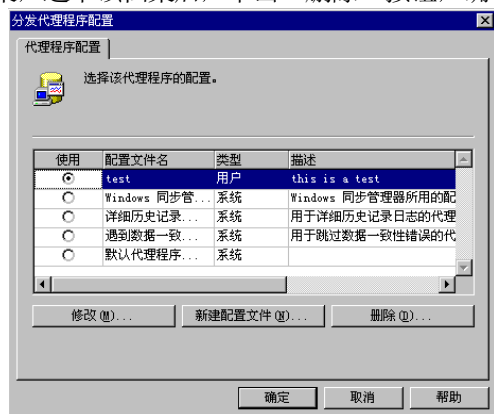 分发代理程序配置
代理程序配置
选择该代理程序的配置。
使用 配置文件名 类型 描述
test 用户 this is a test
Windows 同步管... 系统 Windows 同步管理器所用的配
详细历史记录... 系统 用于详细历史记录日志的代理
遇到数据一致... 系统 用于跳过数据一致性错误的代
默认代理程序... 系统
修改(M)... 新建配置文件(N)... 删除(D)...
确定 取消 帮助